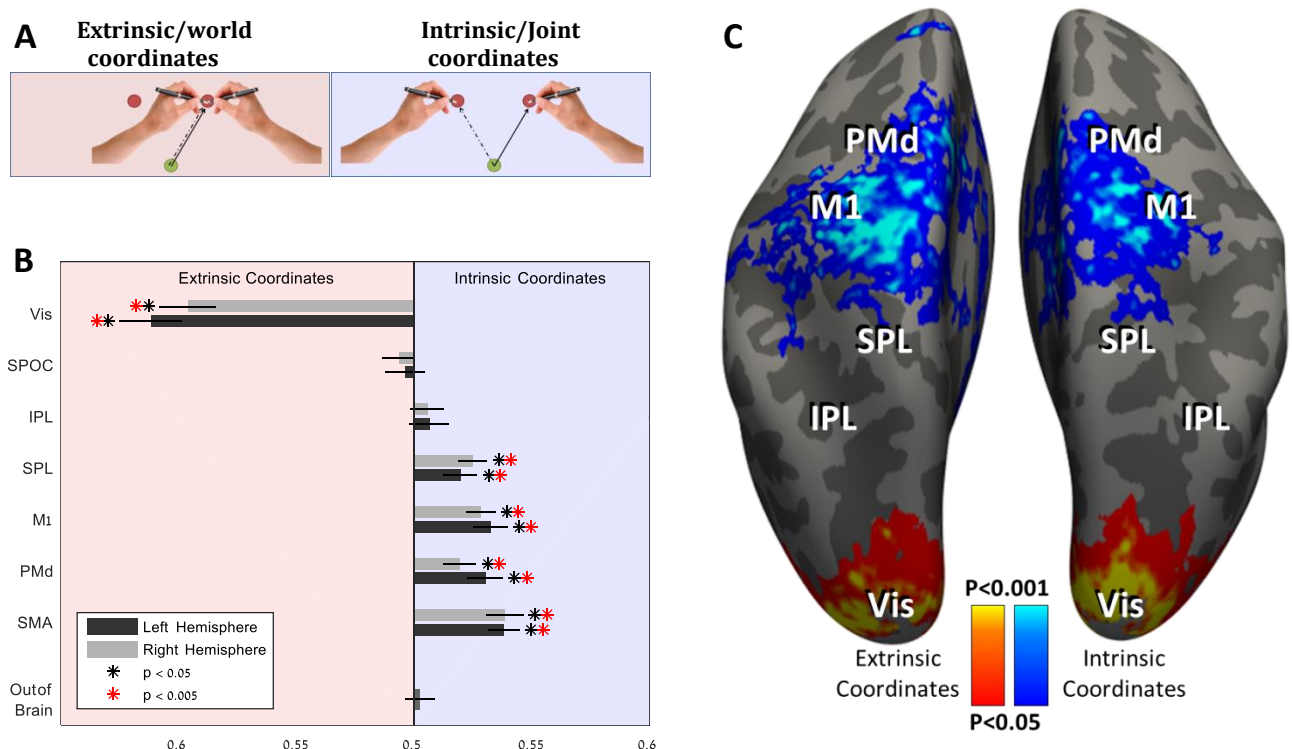 A
Extrinsic/world
coordinates
Intrinsic/Joint
coordinates
B
Extrinsic Coordinates
Intrinsic Coordinates
Vis
SPOC
IPL
SPL
M1
PMd
SMA
Out of
Brain
Left Hemisphere
Right Hemisphere
p < 0.05
p < 0.005
0.6
0.55
0.5
0.55
0.6
C
PMd
PMd
M1
M1
SPL
SPL
IPL
IPL
Vis
Vis
P<0.001
Extrinsic
Coordinates
Intrinsic
Coordinates
P<0.05